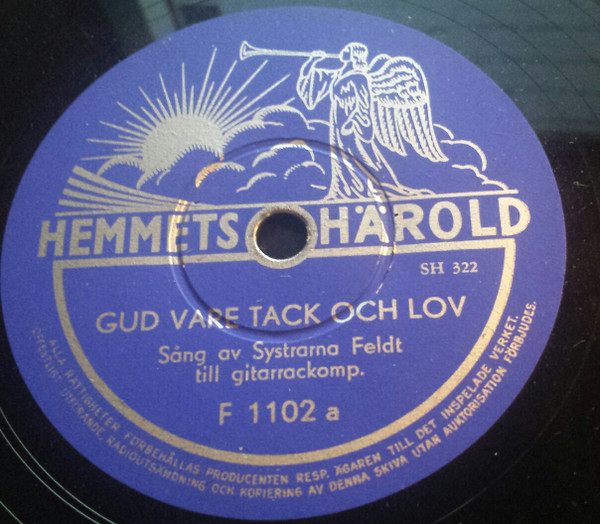 HEMMETS HÄROLD
SH 322
GUD VARE TACK OCH LOV
Sång av Systrarna Feldt
till gitarrackomp.
F 1102 a
ALLA RATTIGHETER FÖRBEHÅLLAS PRODUCENTEN RESP. ÄGAREN TILL DET INSPELADE VERKET.
OFFENTLIGT UTFÖRANDE, RADIOUTSÄNDNING OCH KOPIERING AV DENNA SKIVA UTAN AUKTORISATION FÖRBJUDES.